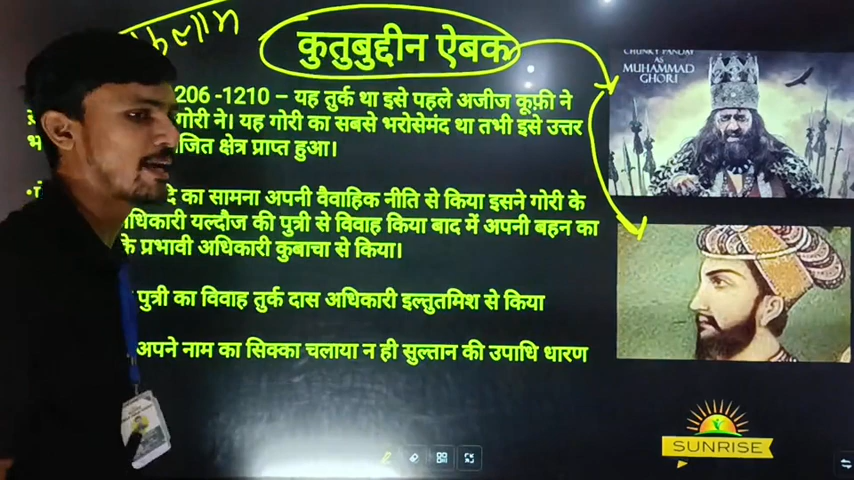 कुतुबुद्दीन ऐबक
CHUNKY PANDAY
AS
MUHAMMAD
GHORI
206 -1210 – यह तुर्क था इसे पहले अजीज कूफ़ी ने
गोरी ने। यह गोरी का सबसे भरोसेमंद था तभी इसे उत्तर
जित क्षेत्र प्राप्त हुआ।
का सामना अपनी वैवाहिक नीति से किया इसने गोरी के
धिकारी यल्दौज की पुत्री से विवाह किया बाद में अपनी बहन का
के प्रभावी अधिकारी कुबाचा से किया।
पुत्री का विवाह तुर्क दास अधिकारी इल्तुतमिश से किया
अपने नाम का सिक्का चलाया न ही सुल्तान की उपाधि धारण
SUNRISE